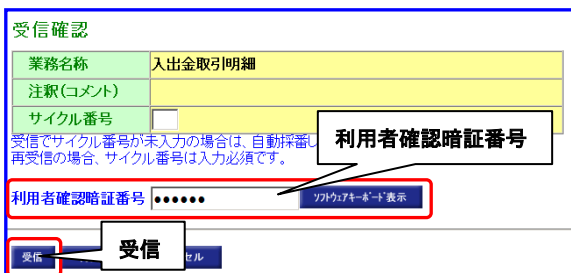 受信確認
業務名称 入出金取引明細
注釈(コメント)
サイクル番号
受信でサイクル番号が未入力の場合は、自動採番し
再受信の場合、サイクル番号は入力必須です。
利用者確認暗証番号
利用者確認暗証番号 ●●●●●● ソフトウェアキーボード表示
受信
受信 セル